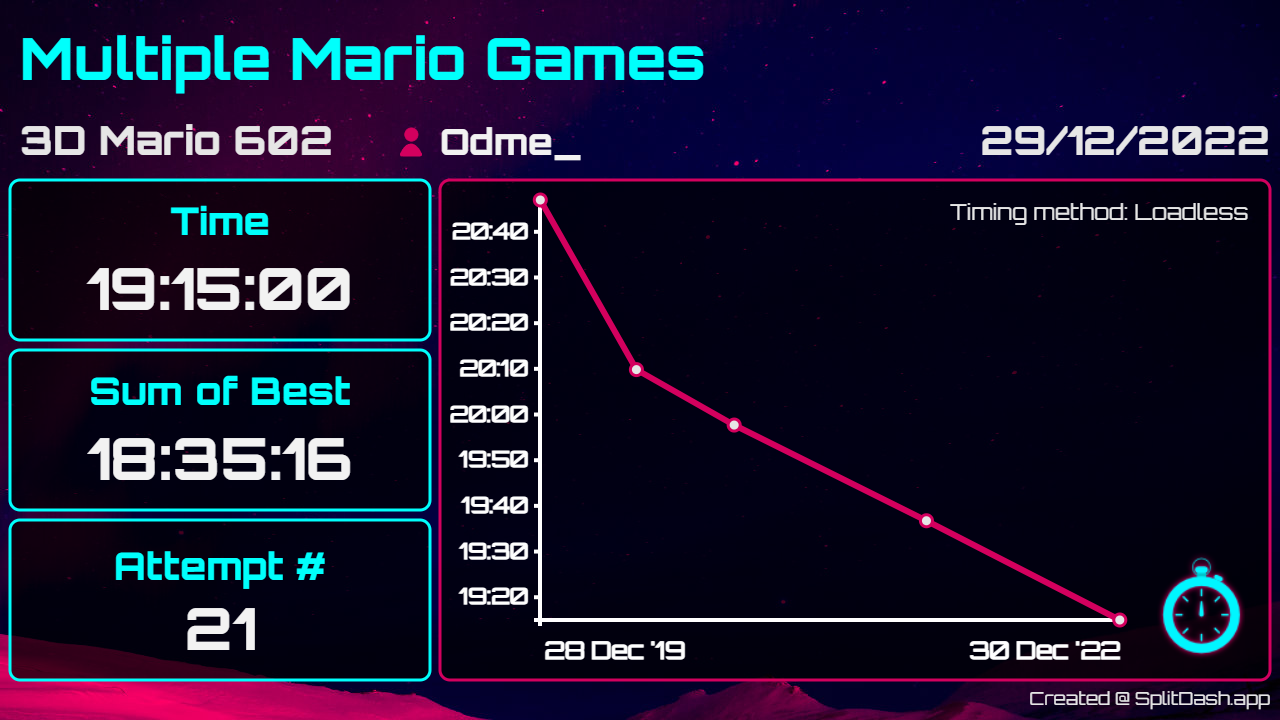 Multiple Mario Games
3D Mario 602
Odme_
29/12/2022
Time
19:15:00
Sum of Best
18:35:16
Attempt #
21
Timing method: Loadless
20:40
20:30
20:20
20:10
20:00
19:50
19:40
19:30
19:20
28 Dec '19
30 Dec '22
Created @ SplitDash.app